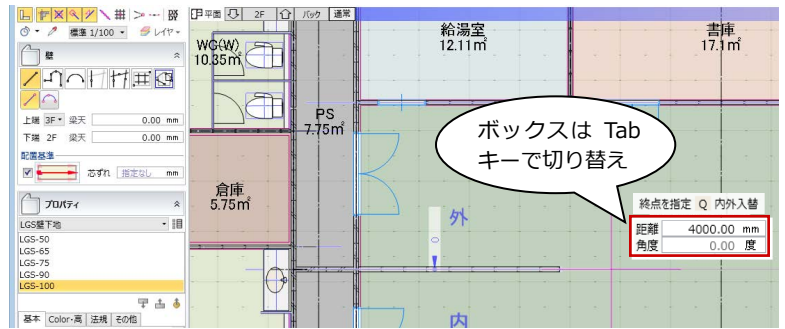 標準 1/100
レイヤ
壁
上端 3F 梁天 0.00 mm
下端 2F 梁天 0.00 mm
配置基準
芯ずれ 指定なし mm
プロパティ
LGS壁下地
LGS-50
LGS-65
LGS-75
LGS-90
LGS-100
基本 Color・高 法規 その他
平面 2F バック 通常
WG(W)
10.35㎡
PS
7.75㎡
倉庫
5.75㎡
給湯室
12.11㎡
書庫
17.1㎡
ボックスは Tab
キーで切り替え
終点を指定 Q 内外入替
距離 4000.00 mm
角度 0.00 度
外
0
内